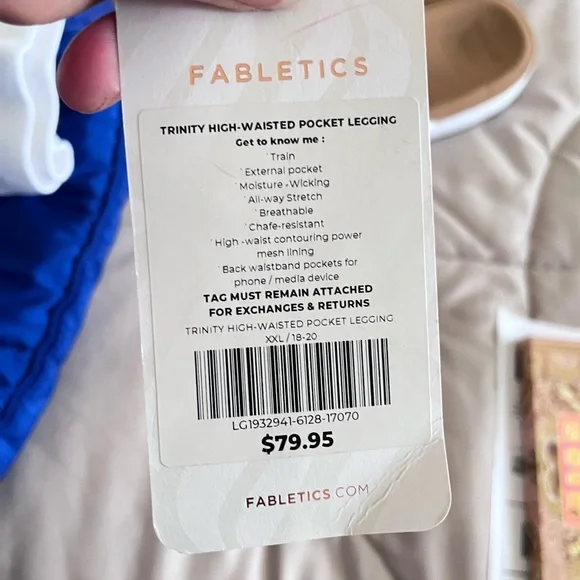 FABLETICS
TRINITY HIGH-WAISTED POCKET LEGGING
Get to know me :
' Train
' External pocket
' Moisture -Wicking
' All-way Stretch
' Breathable
' Chafe-resistant
' High -waist contouring power
mesh lining
' Back waistband pockets for
phone / media device
TAG MUST REMAIN ATTACHED
FOR EXCHANGES & RETURNS
TRINITY HIGH-WAISTED POCKET LEGGING
XXL / 18-20
LG1932941-6128-17070
$79.95
FABLETICS.COM